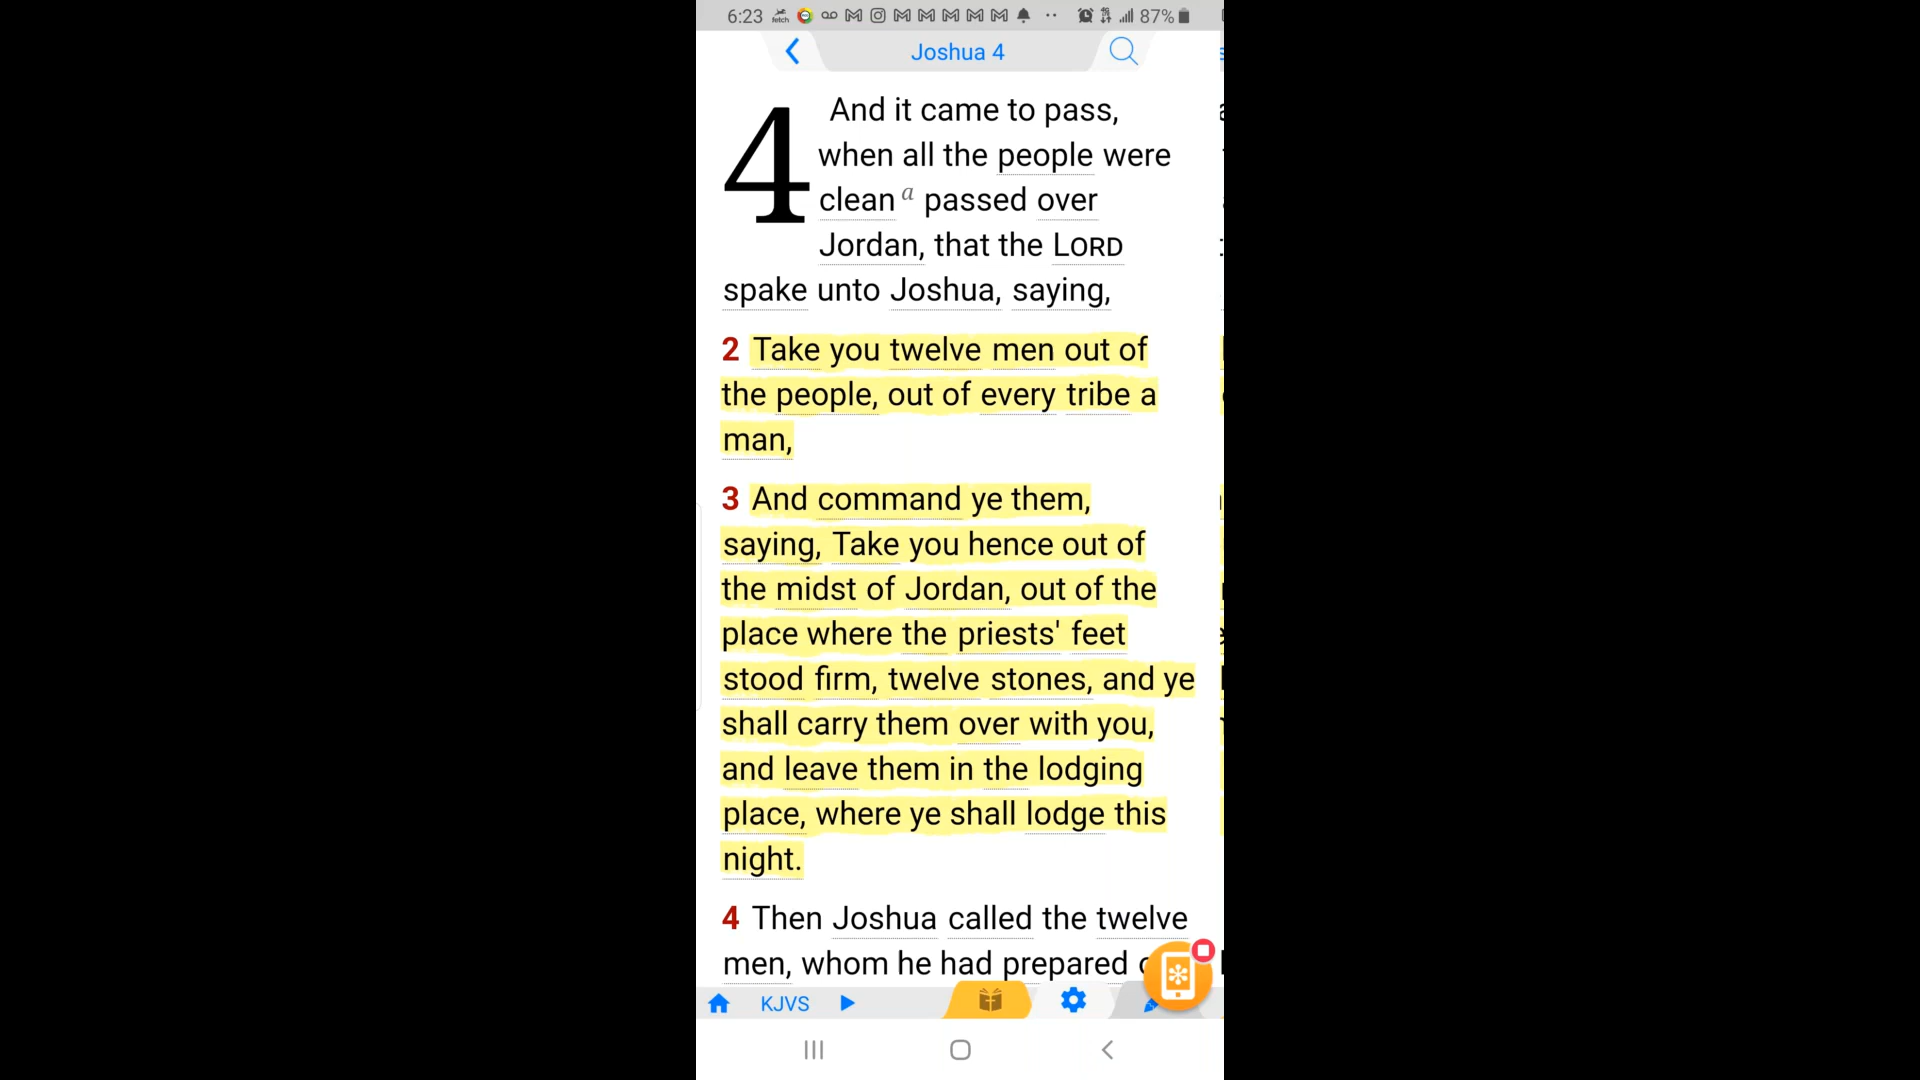 6:23 fetch 87%
Joshua 4
4 And it came to pass,
when all the people were
clean a passed over
Jordan, that the LORD
spake unto Joshua, saying,
2 Take you twelve men out of
the people, out of every tribe a
man,
3 And command ye them,
saying, Take you hence out of
the midst of Jordan, out of the
place where the priests' feet
stood firm, twelve stones, and ye
shall carry them over with you,
and leave them in the lodging
place, where ye shall lodge this
night.
4 Then Joshua called the twelve
men, whom he had prepared
KJVS